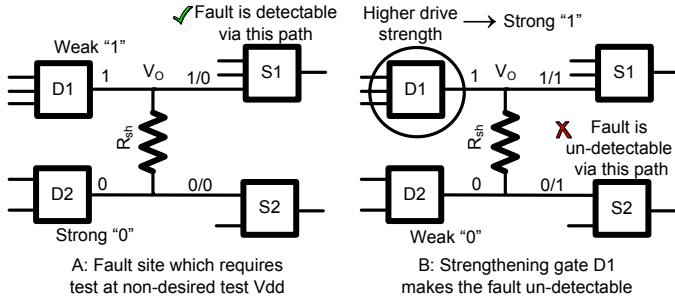 Fault is detectable
via this path
Weak “1”
D1
1
VO
1/0
S1
Rsh
D2
0
0/0
S2
Strong “0”
A: Fault site which requires
test at non-desired test Vdd
Higher drive
strength
Strong “1”
D1
1
VO
1/1
S1
Rsh
Fault is
un-detectable
via this path
D2
0
0/1
S2
Weak “0”
B: Strengthening gate D1
makes the fault un-detectable